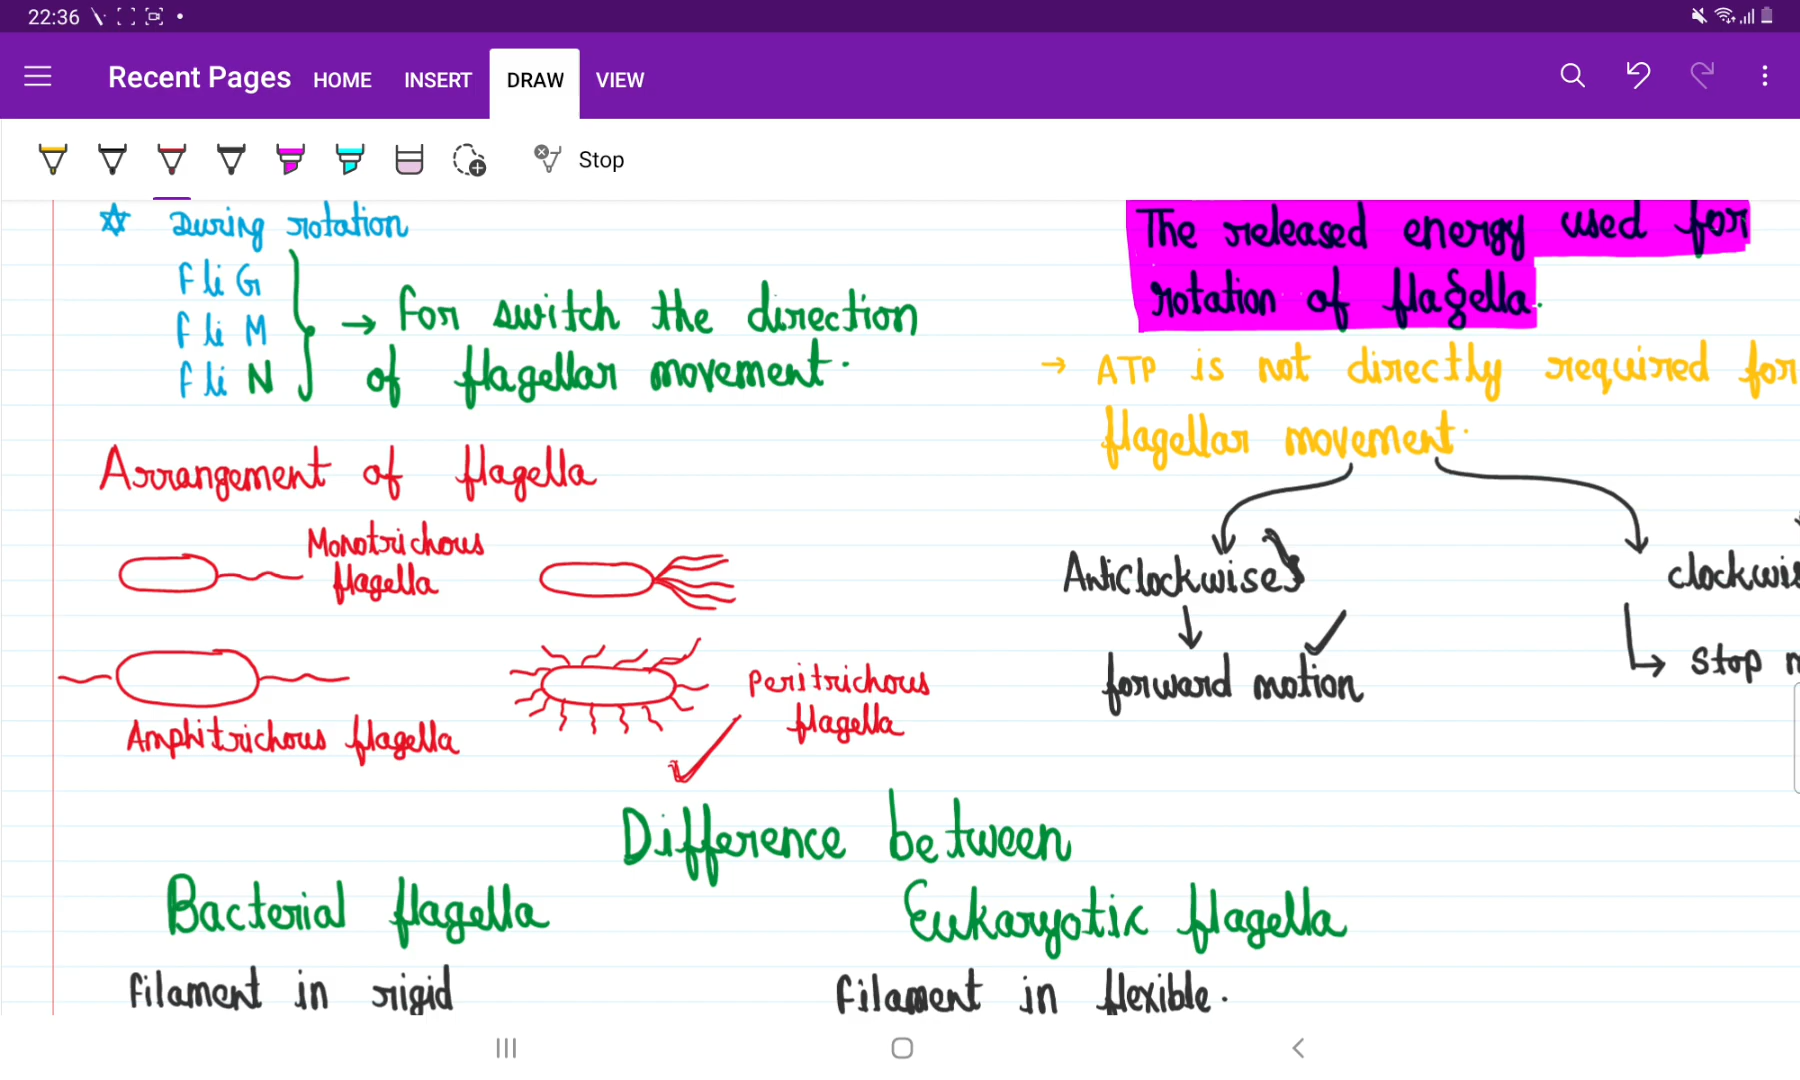 22:36
Recent Pages HOME INSERT DRAW VIEW
Stop
During rotation
Fli G
Fli M
Fli N
→ For switch the direction
of flagellar movement.
Arrangement of flagella
Monotrichous
flagella
Amphitrichous flagella
Peritrichous
flagella
The released energy used for
rotation of flagella.
→ ATP is not directly required for
flagellar movement.
Anticlockwise
forward motion
clockwis
stop
Difference between
Bacterial flagella
Eukaryotic flagella
Filament in rigid
Filament in flexible.